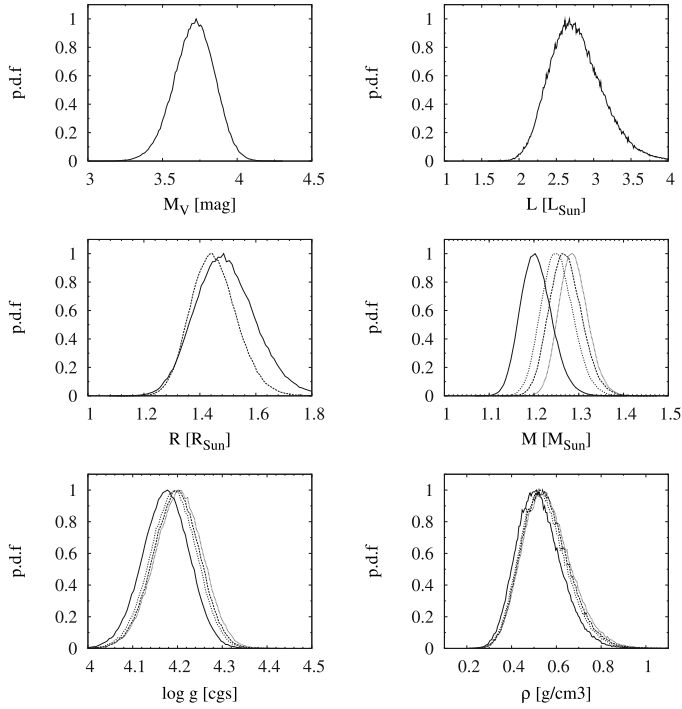 p.d.f
1
0.8
0.6
0.4
0.2
0
3 3.5 4 4.5
M_V [mag]
p.d.f
1
0.8
0.6
0.4
0.2
0
1 1.5 2 2.5 3 3.5 4
L [L_Sun]
p.d.f
1
0.8
0.6
0.4
0.2
0
1 1.2 1.4 1.6 1.8
R [R_Sun]
p.d.f
1
0.8
0.6
0.4
0.2
0
1 1.1 1.2 1.3 1.4 1.5
M [M_Sun]
p.d.f
1
0.8
0.6
0.4
0.2
0
4 4.1 4.2 4.3 4.4 4.5
log g [cgs]
p.d.f
1
0.8
0.6
0.4
0.2
0
0.2 0.4 0.6 0.8 1
ρ [g/cm3]